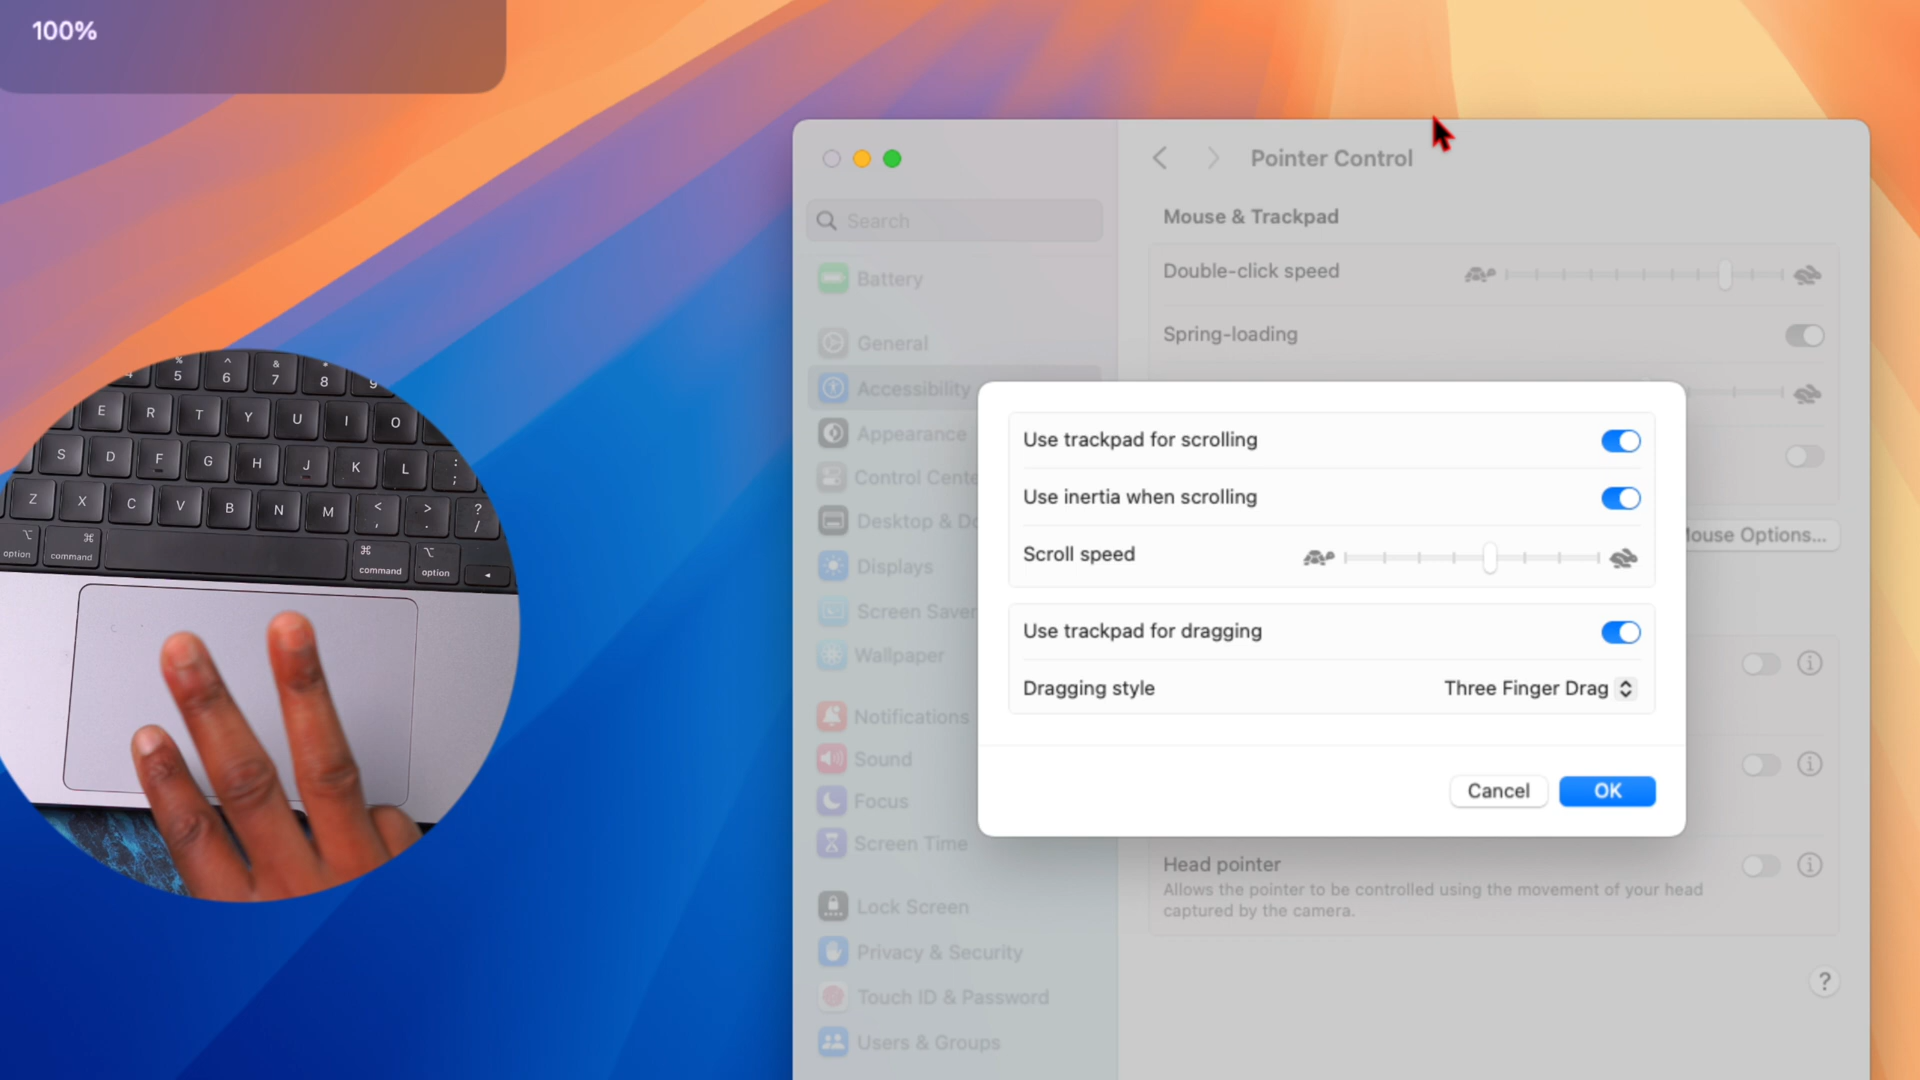 100%
Pointer Control
Search
Battery
General
Accessibility
Appearance
Control Cente
Desktop & Do
Displays
Screen Saver
Wallpaper
Notifications
Sound
Focus
Screen Time
Lock Screen
Privacy & Security
Touch ID & Password
Users & Groups
Mouse & Trackpad
Double-click speed
Spring-loading
Mouse Options...
Use trackpad for scrolling
Use inertia when scrolling
Scroll speed
Use trackpad for dragging
Dragging style Three Finger Drag
Cancel OK
Head pointer
Allows the pointer to be controlled using the movement of your head
captured by the camera.
?
% ^ & *
4 5 6 7 8 9
E R T Y U I O
S D F G H J K L : ;
Z X C V B N M < , > . ? /
option command command option